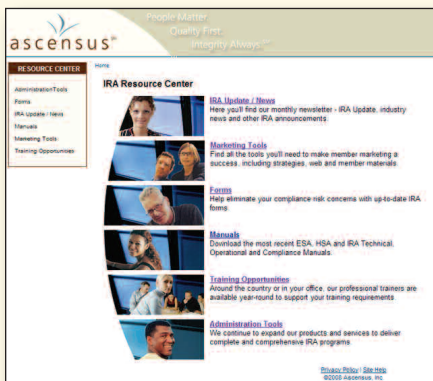 People Matter.
Quality First.
Integrity Always.™
ascensus®
RESOURCE CENTER
Administration Tools
Forms
IRA Update / News
Manuals
Marketing Tools
Training Opportunities
Home
IRA Resource Center
IRA Update / News
Here you'll find our monthly newsletter - IRA Update, industry
news and other IRA announcements.
Marketing Tools
Find all the tools you'll need to make member marketing a
success, including strategies, web and member materials.
Forms
Help eliminate your compliance risk concerns with up-to-date IRA
forms.
Manuals
Download the most recent ESA, HSA and IRA Technical,
Operational and Compliance Manuals.
Training Opportunities
Around the country or in your office, our professional trainers are
available year-round to support your training requirements.
Administration Tools
We continue to expand our products and services to deliver
complete and comprehensive IRA programs.
Privacy Policy | Site Help
©2008 Ascensus, Inc.